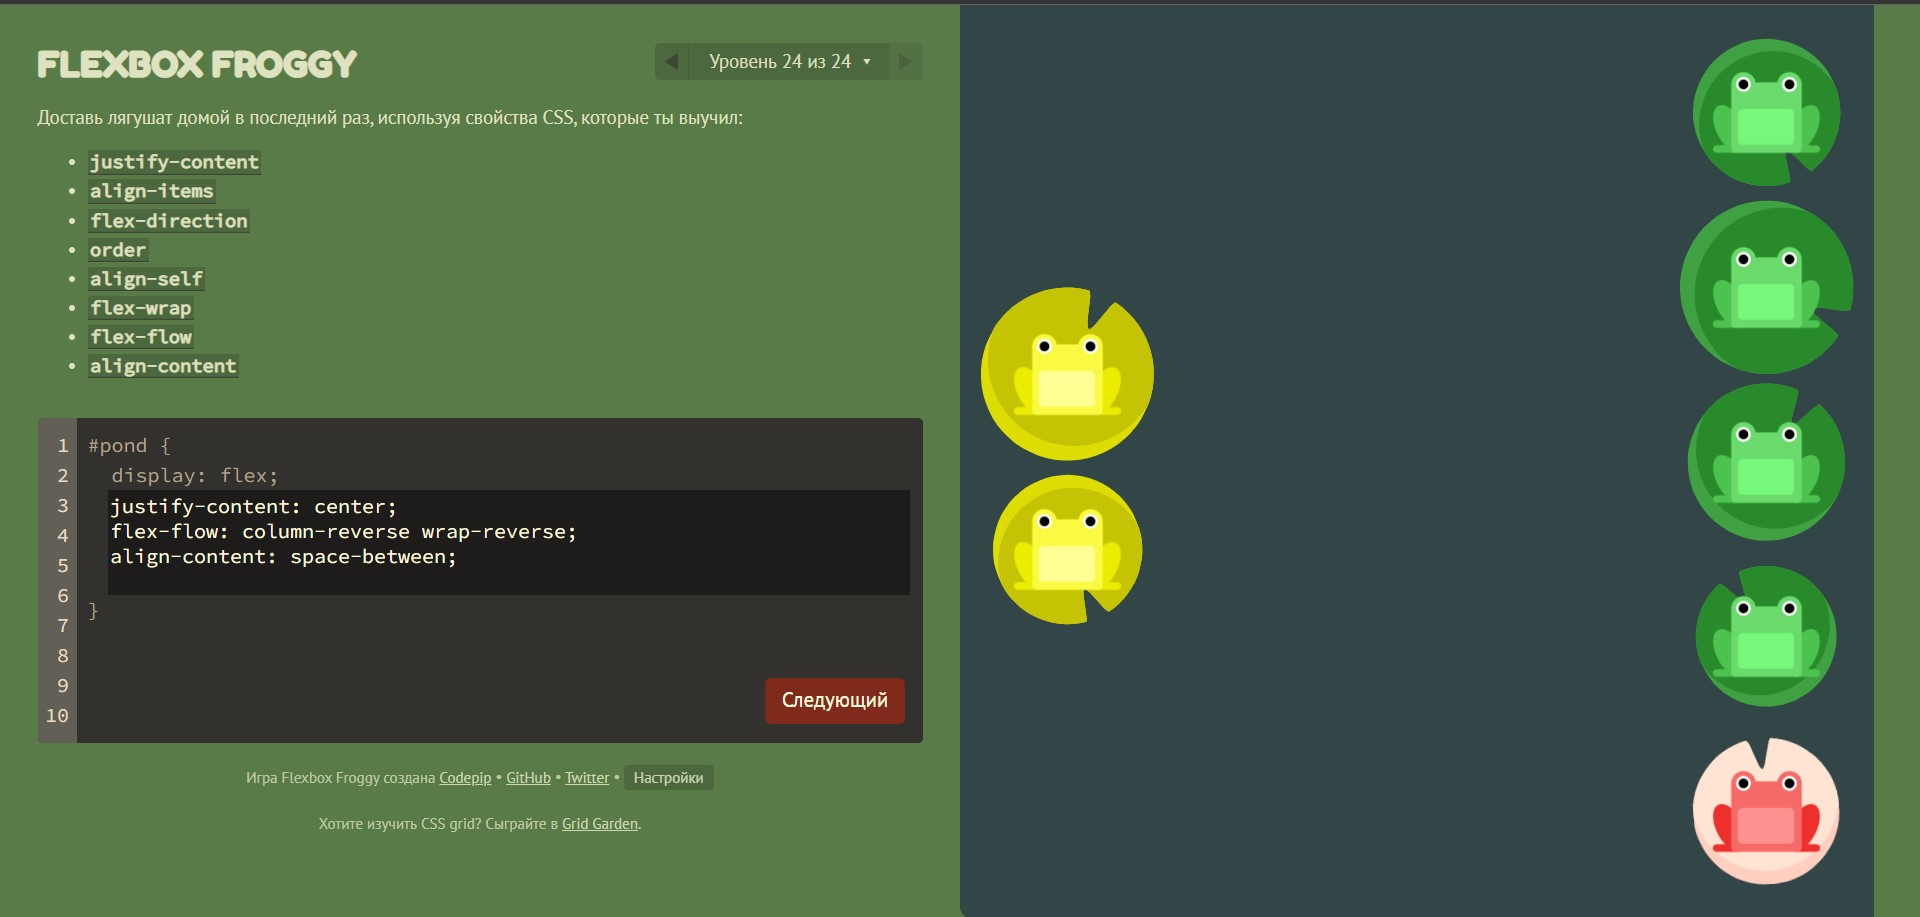 FLEXBOX FROGGY
Уровень 24 из 24
Доставь лягушат домой в последний раз, используя свойства CSS, которые ты выучил:
justify-content
align-items
flex-direction
order
align-self
flex-wrap
flex-flow
align-content
1 #pond {
2 display: flex;
3 justify-content: center;
4 flex-flow: column-reverse wrap-reverse;
5 align-content: space-between;
6
7 }
8
9
10
Следующий
Игра Flexbox Froggy создана Codepip • GitHub • Twitter • Настройки
Хотите изучить CSS grid? Сыграйте в Grid Garden.